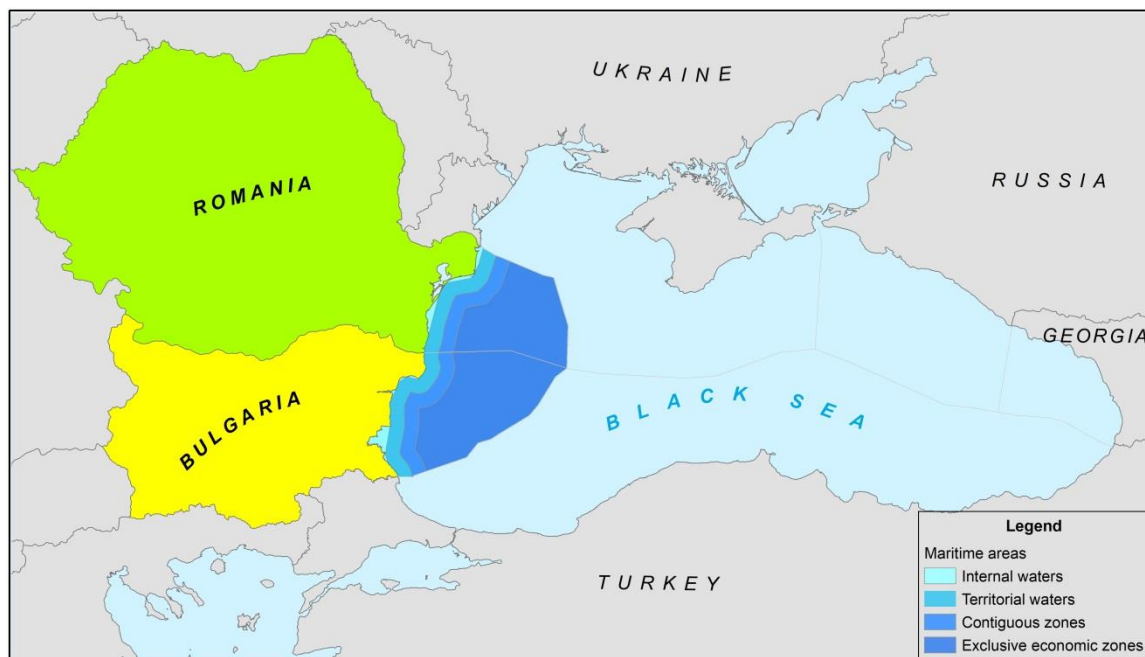 UKRAINE
RUSSIA
ROMANIA
GEORGIA
BULGARIA
BLACK SEA
TURKEY
Legend
Maritime areas
Internal waters
Territorial waters
Contiguous zones
Exclusive economic zones